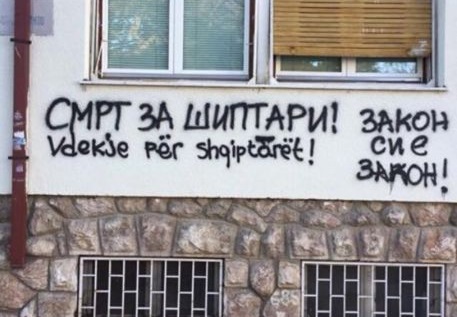 СМРТ ЗА ШИПТАРИ!
Vdekje për shqiptarët!
ЗАКОН
СИ Е
ЗАКОН!